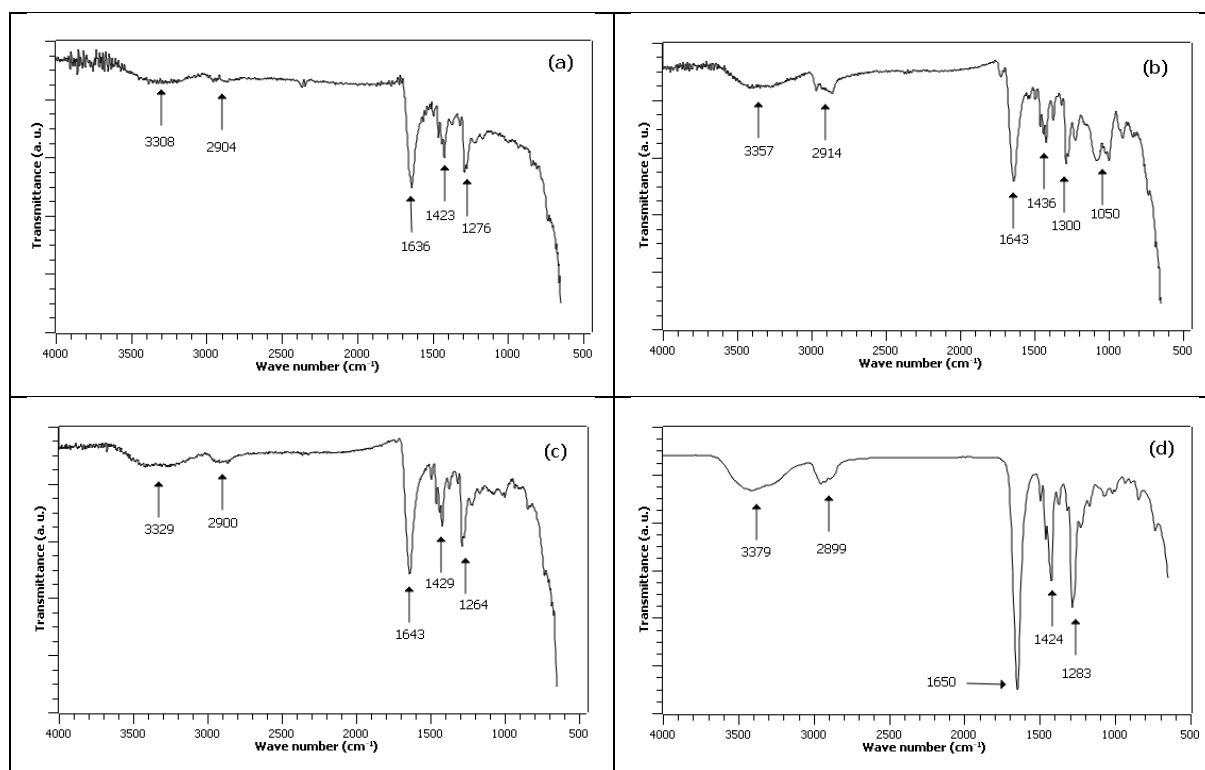 (a)
Transmittance (a. u.)
3308
2904
1636
1423
1276
4000 3500 3000 2500 2000 1500 1000 500
Wave number (cm⁻¹)
(b)
Transmittance (a. u.)
3357
2914
1643
1436
1300
1050
4000 3500 3000 2500 2000 1500 1000 500
Wave number (cm⁻¹)
(c)
Transmittance (a. u.)
3329
2900
1643
1429
1264
4000 3500 3000 2500 2000 1500 1000 500
Wave number (cm⁻¹)
(d)
Transmittance (a. u.)
3379
2899
1650
1424
1283
4000 3500 3000 2500 2000 1500 1000 500
Wave number (cm⁻¹)